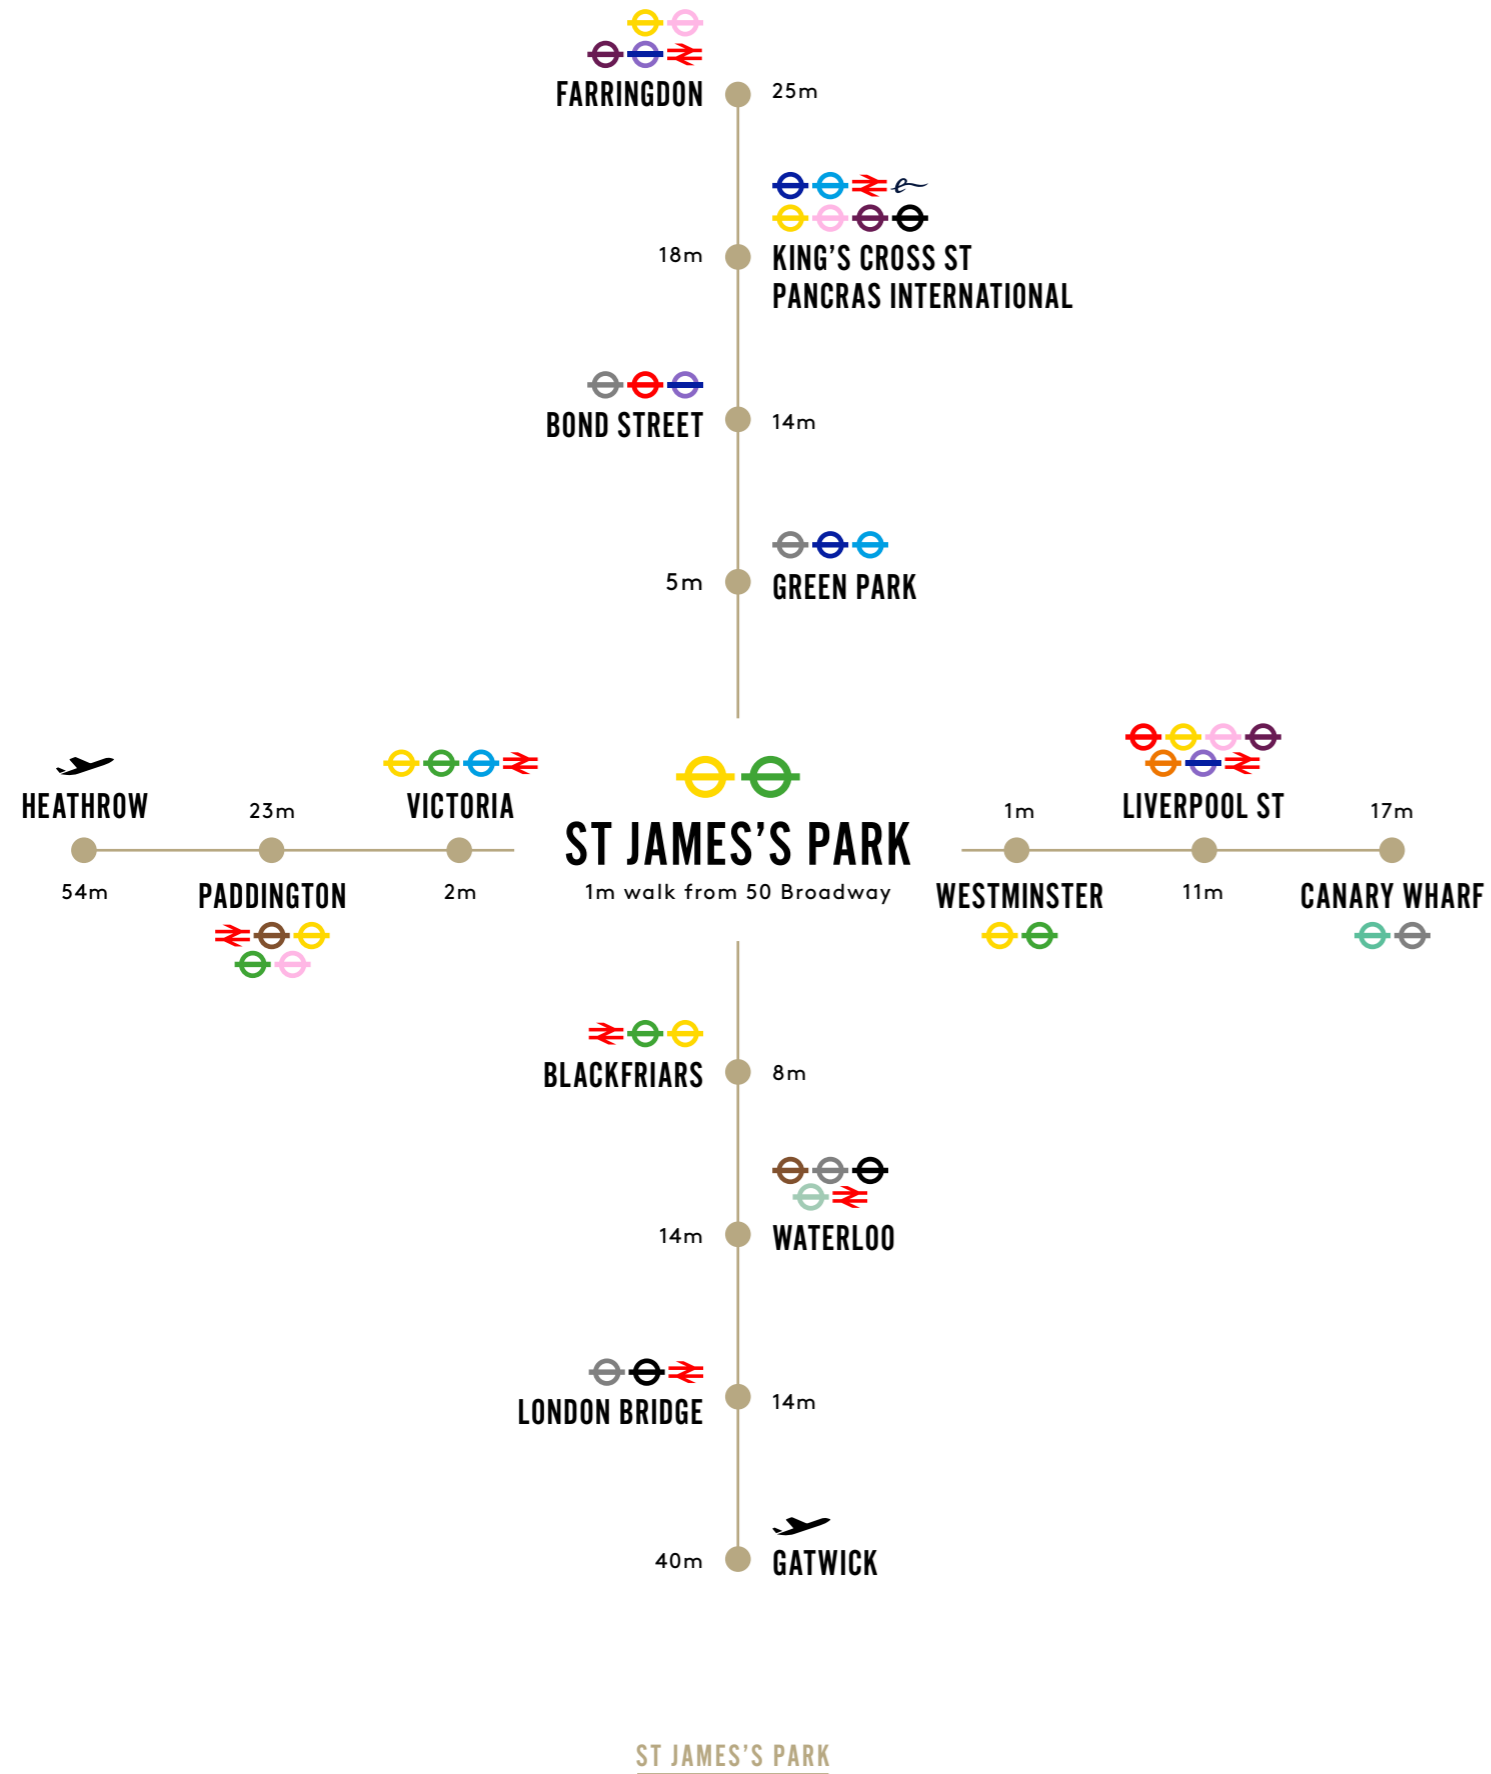 FARRINGDON
25m
18m
KING’S CROSS ST
PANCRAS INTERNATIONAL
BOND STREET
14m
5m
GREEN PARK
HEATHROW
54m
23m
PADDINGTON
VICTORIA
2m
ST JAMES’S PARK
1m walk from 50 Broadway
1m
WESTMINSTER
LIVERPOOL ST
11m
17m
CANARY WHARF
BLACKFRIARS
8m
14m
WATERLOO
LONDON BRIDGE
14m
40m
GATWICK
ST JAMES’S PARK